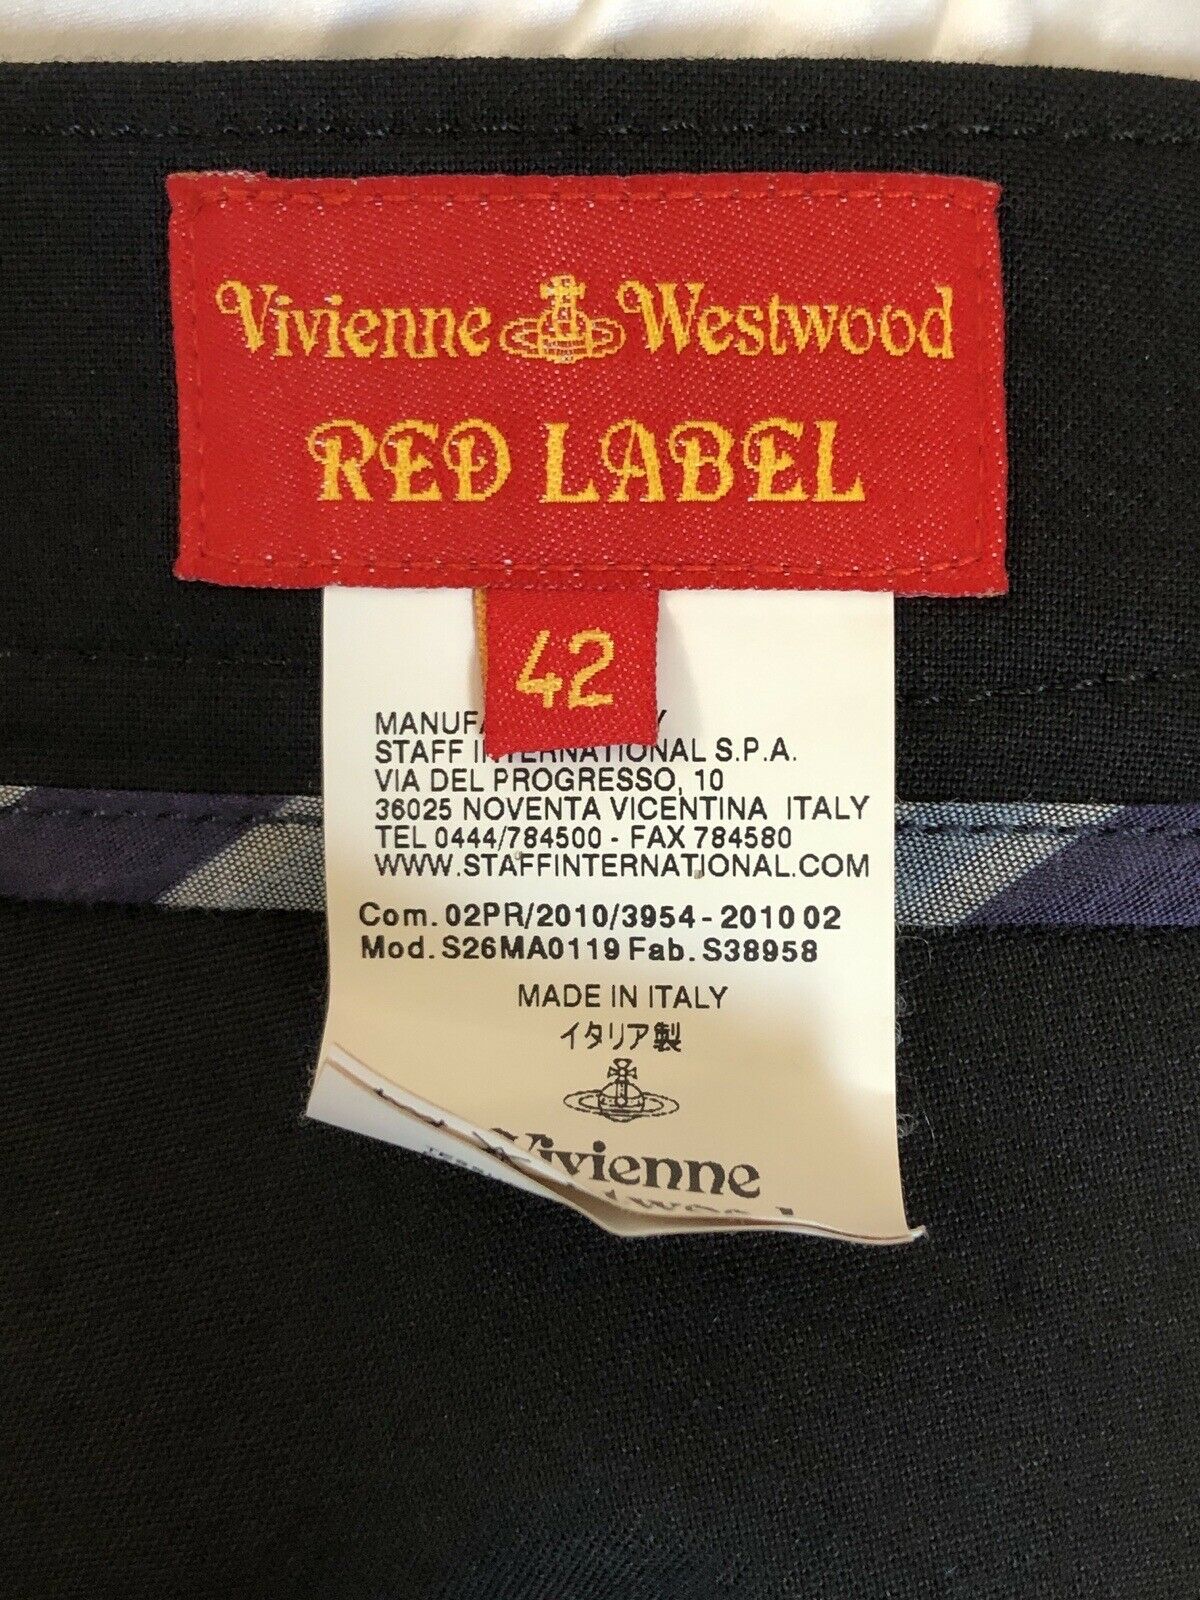 Vivienne Westwood
RED LABEL
42
MANUFA
STAFF INTERNATIONAL S.P.A.
VIA DEL PROGRESSO, 10
36025 NOVENTA VICENTINA ITALY
TEL 0444/784500 - FAX 784580
WWW.STAFFINTERNATIONAL.COM
Com. 02PR/2010/3954 - 2010 02
Mod. S26MA0119 Fab. S38958
MADE IN ITALY
イタリア製
Vivienne